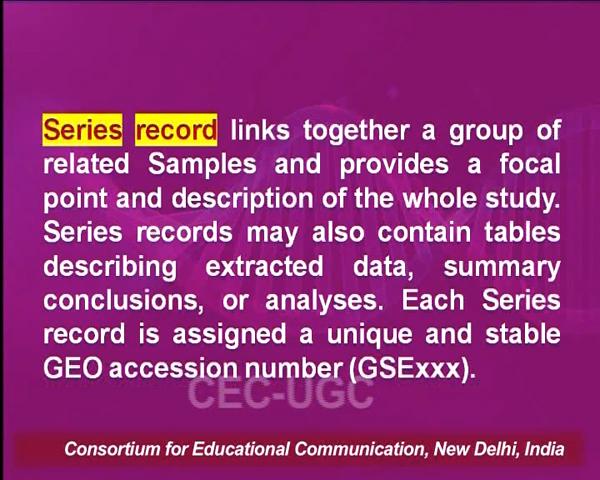 Series record links together a group of
related Samples and provides a focal
point and description of the whole study.
Series records may also contain tables
describing extracted data, summary
conclusions, or analyses. Each Series
record is assigned a unique and stable
GEO accession number (GSExxx).
CEC-UGC
Consortium for Educational Communication, New Delhi, India